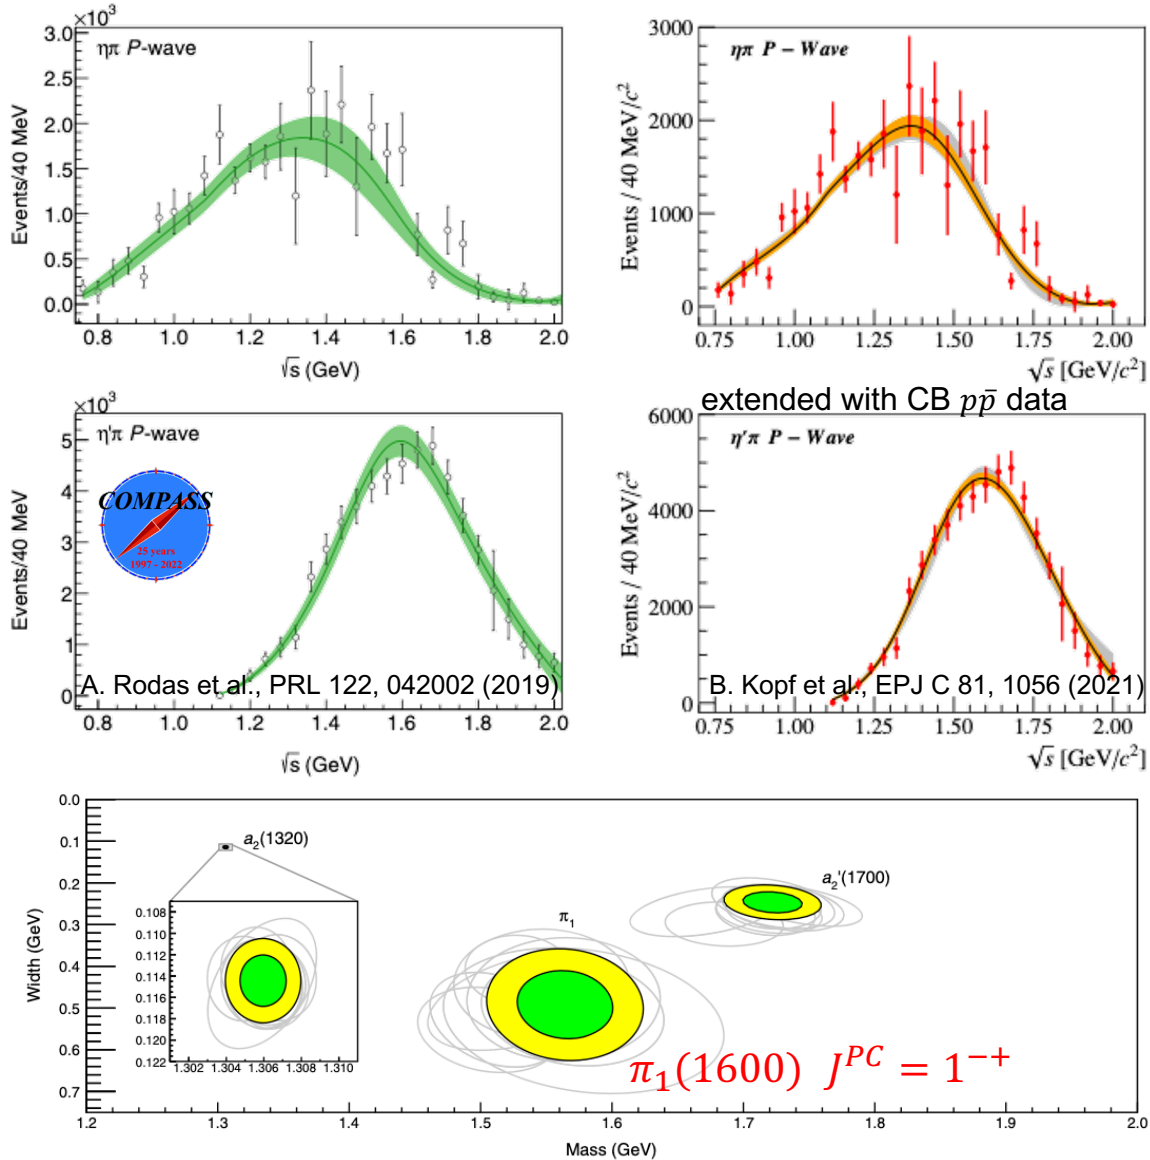 ×10³
3.0
2.5
2.0
1.5
1.0
0.5
0.0
ηπ P-wave
Events/40 MeV
0.8 1.0 1.2 1.4 1.6 1.8 2.0
√s (GeV)
3000
2000
1000
0
ηπ P − Wave
Events / 40 MeV/c²
0.75 1.00 1.25 1.50 1.75 2.00
√s [GeV/c²]
extended with CB pp̄ data
×10³
5
4
3
2
1
0
η'π P-wave
COMPASS
25 years
1997 - 2022
Events/40 MeV
A. Rodas et al., PRL 122, 042002 (2019)
0.8 1.0 1.2 1.4 1.6 1.8 2.0
√s (GeV)
6000
4000
2000
0
η'π P − Wave
Events / 40 MeV/c²
B. Kopf et al., EPJ C 81, 1056 (2021)
0.75 1.00 1.25 1.50 1.75 2.00
√s [GeV/c²]
0.0
0.1
0.2
0.3
0.4
0.5
0.6
0.7
Width (GeV)
a₂(1320)
a₂'(1700)
π₁
0.108
0.110
0.112
0.114
0.116
0.118
0.120
0.122
1.302 1.304 1.306 1.308 1.310
π₁(1600) J^{PC} = 1^{-+}
1.2 1.3 1.4 1.5 1.6 1.7 1.8 1.9 2.0
Mass (GeV)